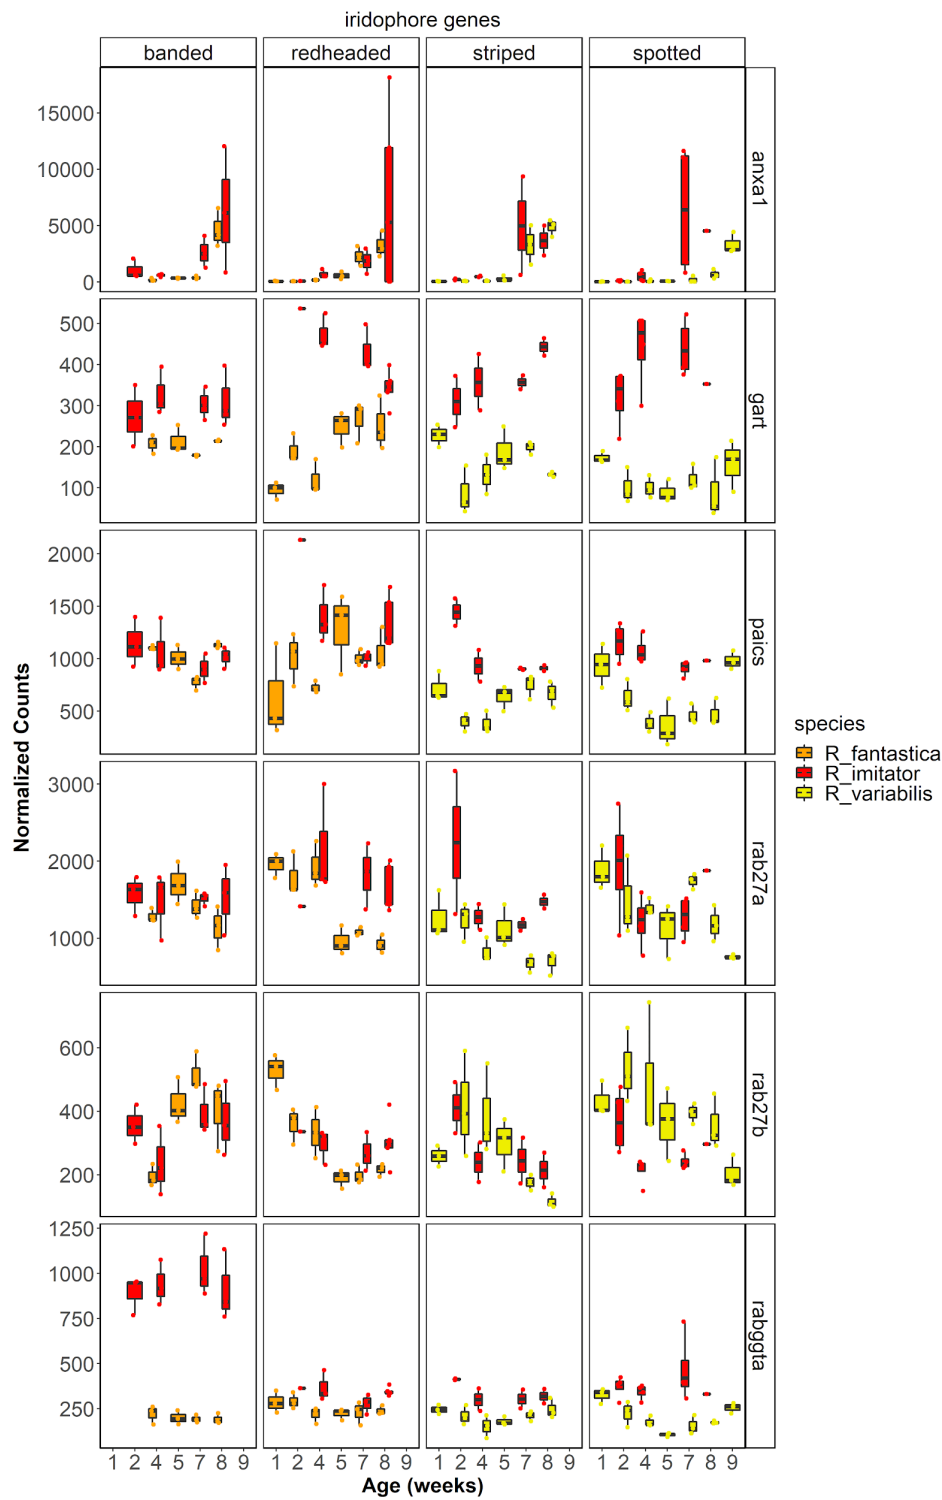 iridophore genes
banded redheaded striped spotted
15000
10000
5000
0
anxa1
500
400
300
200
100
gart
2000
1500
1000
500
paics
species
R_fantastica
R_imitator
R_variabilis
Normalized Counts
3000
2000
1000
rab27a
600
400
200
rab27b
1250
1000
750
500
250
rabggta
1 2 4 5 7 8 9 1 2 4 5 7 8 9 1 2 4 5 7 8 9 1 2 4 5 7 8 9
Age (weeks)